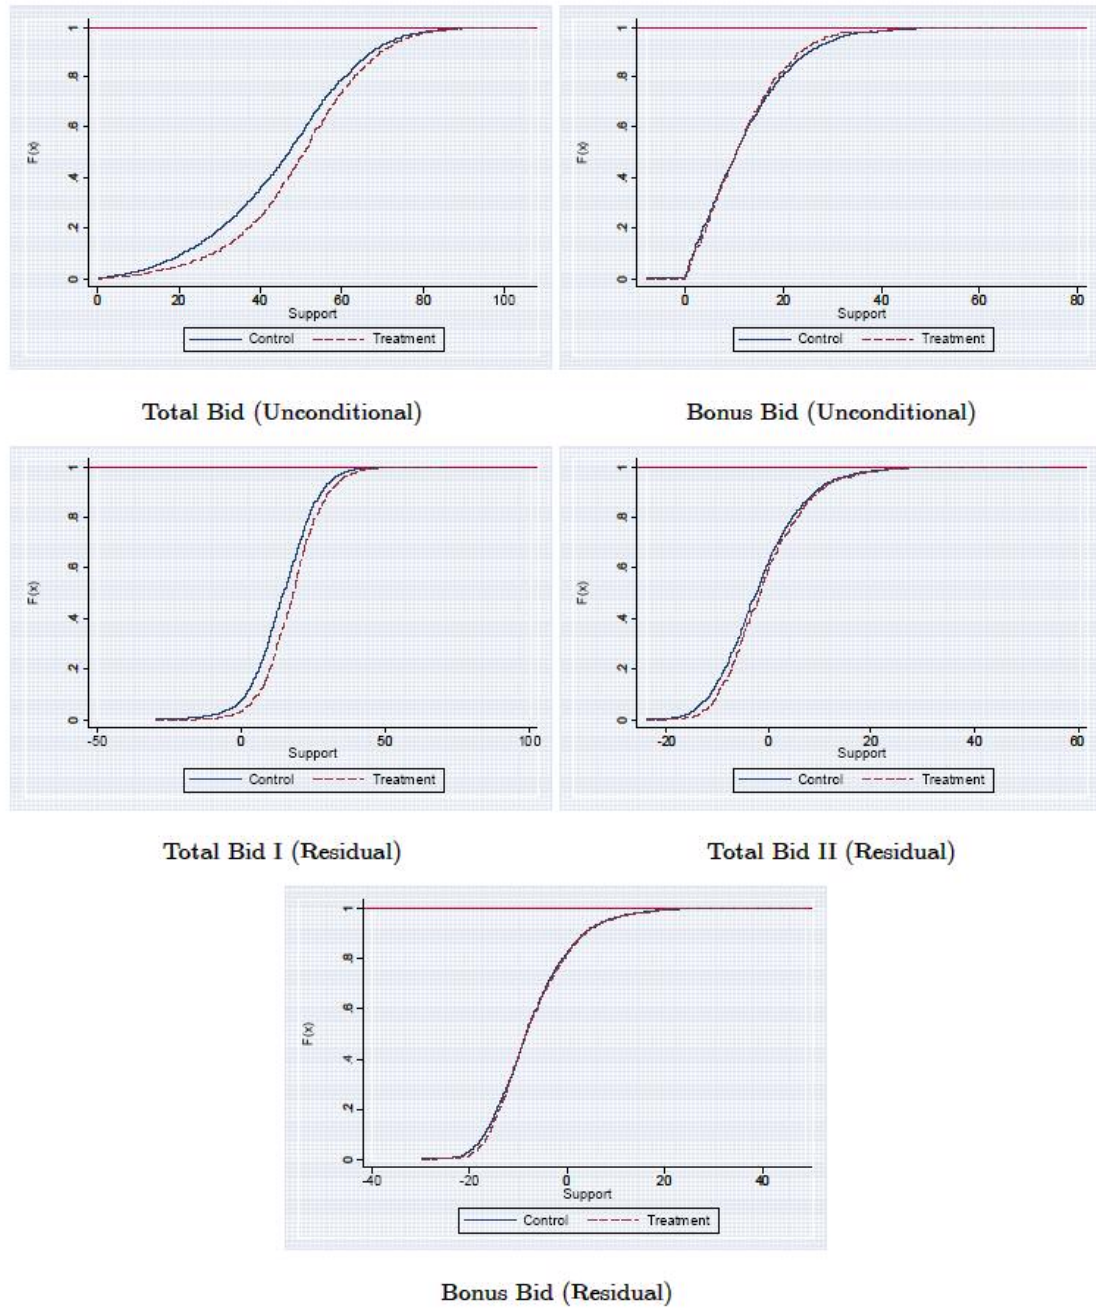 F(x)
1
.8
.6
.4
.2
0
0 20 40 60 80 100
Support
Control Treatment
Total Bid (Unconditional)
F(x)
1
.8
.6
.4
.2
0
0 20 40 60 80
Support
Control Treatment
Bonus Bid (Unconditional)
F(x)
1
.8
.6
.4
.2
0
-50 0 50 100
Support
Control Treatment
Total Bid I (Residual)
F(x)
1
.8
.6
.4
.2
0
-20 0 20 40 60
Support
Control Treatment
Total Bid II (Residual)
F(x)
1
.8
.6
.4
.2
0
-40 -20 0 20 40
Support
Control Treatment
Bonus Bid (Residual)